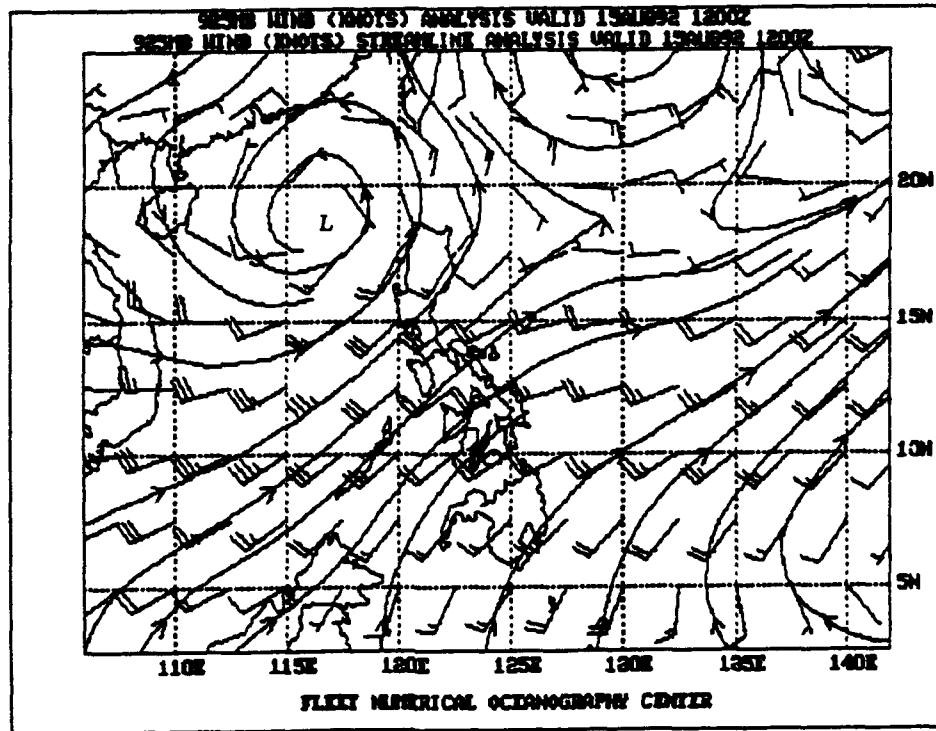 925MB WIND (KNOTS) ANALYSIS VALID 15AUG92 1200Z
925MB WIND (KNOTS) STREAMLINE ANALYSIS VALID 15AUG92 1200Z
20N
L
15N
10N
5N
110E 115E 120E 125E 130E 135E 140E
FLEET NUMERICAL OCEANOGRAPHY CENTER